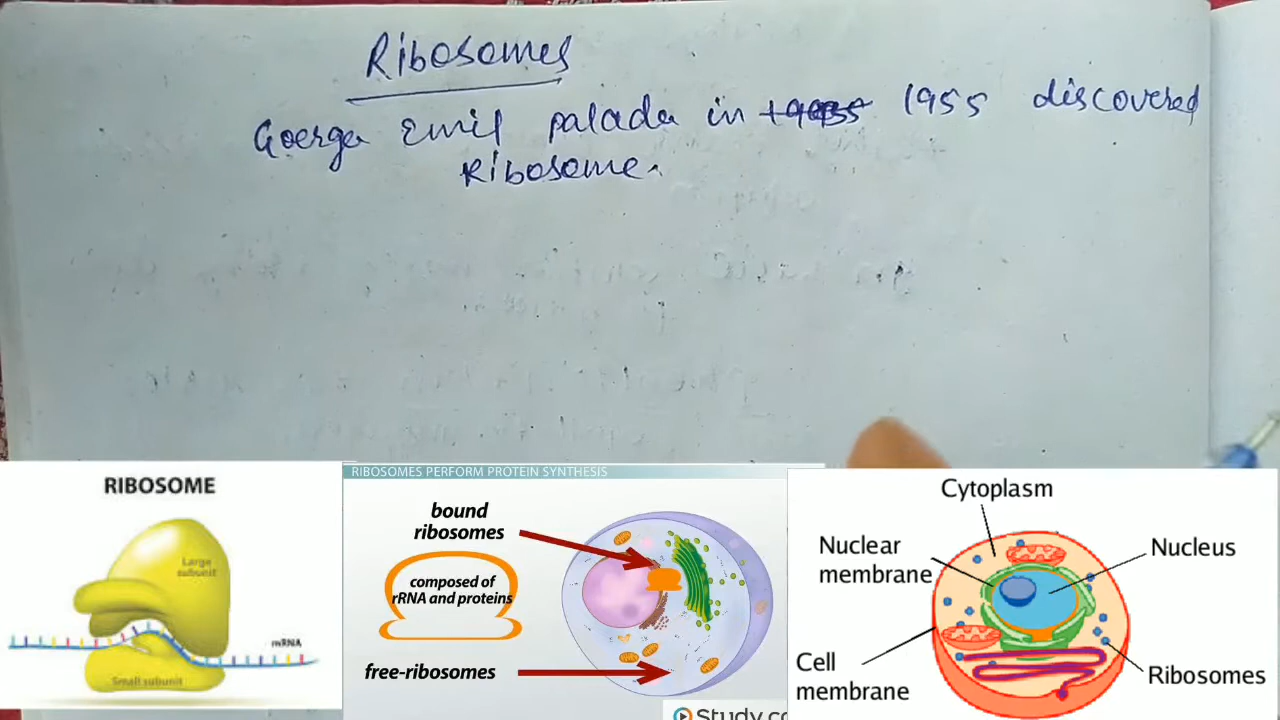 Ribosomes
Goerge Emil palade in 1955 discovered
Ribosome.
RIBOSOME
Large
subunit
mRNA
Small subunit
RIBOSOMES PERFORM PROTEIN SYNTHESIS
bound
ribosomes
composed of
rRNA and proteins
free-ribosomes
Study.co
Cytoplasm
Nuclear
membrane
Nucleus
Cell
membrane
Ribosomes